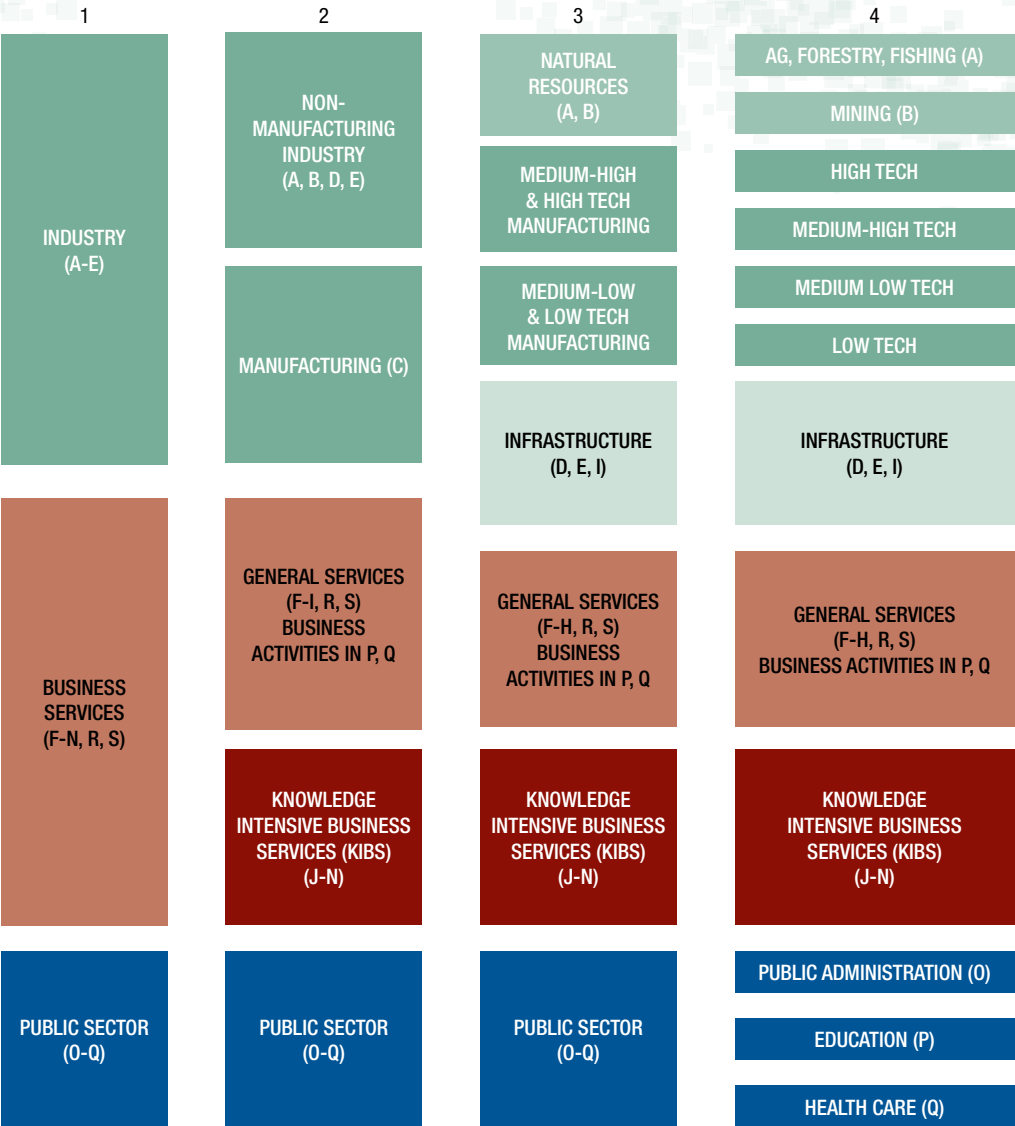 1
2
3
4
INDUSTRY
(A-E)
BUSINESS
SERVICES
(F-N, R, S)
PUBLIC SECTOR
(O-Q)
NON-
MANUFACTURING
INDUSTRY
(A, B, D, E)
MANUFACTURING (C)
GENERAL SERVICES
(F-I, R, S)
BUSINESS
ACTIVITIES IN P, Q
KNOWLEDGE
INTENSIVE BUSINESS
SERVICES (KIBS)
(J-N)
PUBLIC SECTOR
(O-Q)
NATURAL
RESOURCES
(A, B)
MEDIUM-HIGH
& HIGH TECH
MANUFACTURING
MEDIUM-LOW
& LOW TECH
MANUFACTURING
INFRASTRUCTURE
(D, E, I)
GENERAL SERVICES
(F-H, R, S)
BUSINESS
ACTIVITIES IN P, Q
KNOWLEDGE
INTENSIVE BUSINESS
SERVICES (KIBS)
(J-N)
PUBLIC SECTOR
(O-Q)
AG, FORESTRY, FISHING (A)
MINING (B)
HIGH TECH
MEDIUM-HIGH TECH
MEDIUM LOW TECH
LOW TECH
INFRASTRUCTURE
(D, E, I)
GENERAL SERVICES
(F-H, R, S)
BUSINESS ACTIVITIES IN P, Q
KNOWLEDGE
INTENSIVE BUSINESS
SERVICES (KIBS)
(J-N)
PUBLIC ADMINISTRATION (O)
EDUCATION (P)
HEALTH CARE (Q)